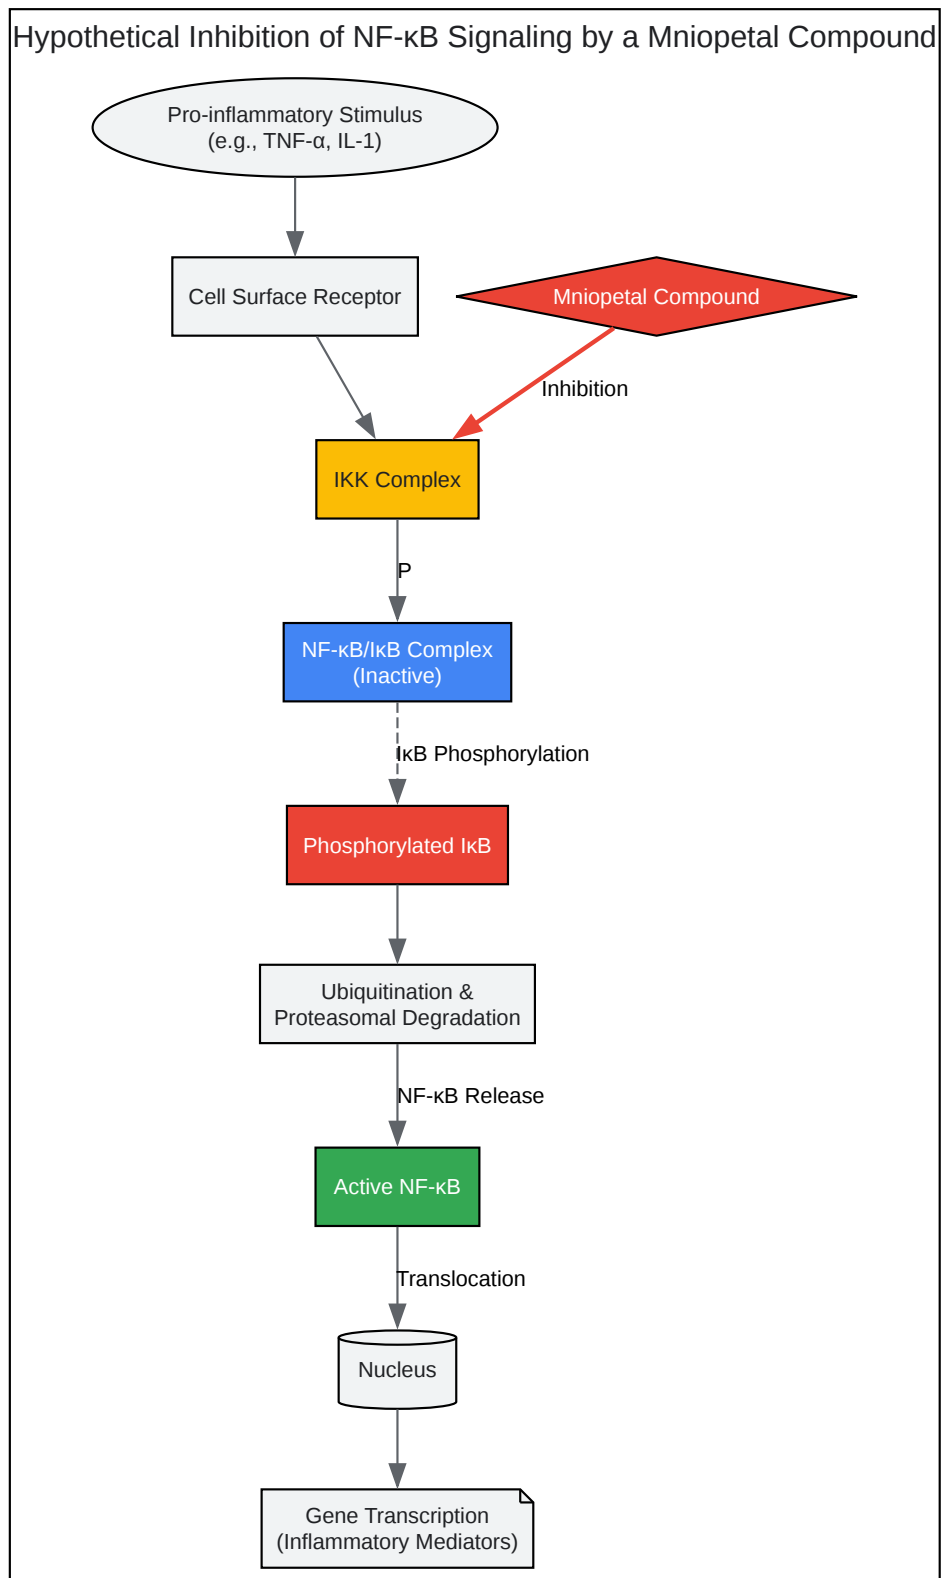 Hypothetical Inhibition of NF-κB Signaling by a Mniopetal Compound
Pro-inflammatory Stimulus
(e.g., TNF-α, IL-1)
Cell Surface Receptor
Mniopetal Compound
Inhibition
IKK Complex
P
NF-κB/IκB Complex
(Inactive)
IκB Phosphorylation
Phosphorylated IκB
Ubiquitination &
Proteasomal Degradation
NF-κB Release
Active NF-κB
Translocation
Nucleus
Gene Transcription
(Inflammatory Mediators)